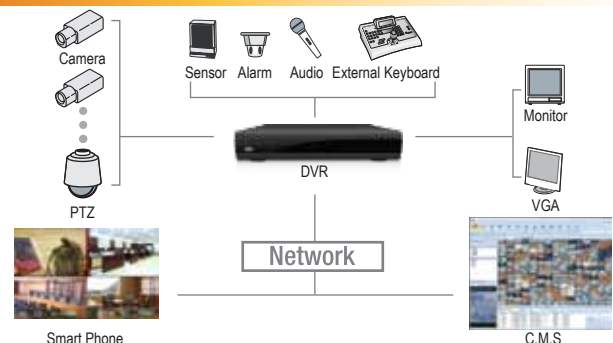 Camera
Sensor Alarm Audio External Keyboard
Monitor
DVR
PTZ
VGA
Network
Smart Phone
C.M.S